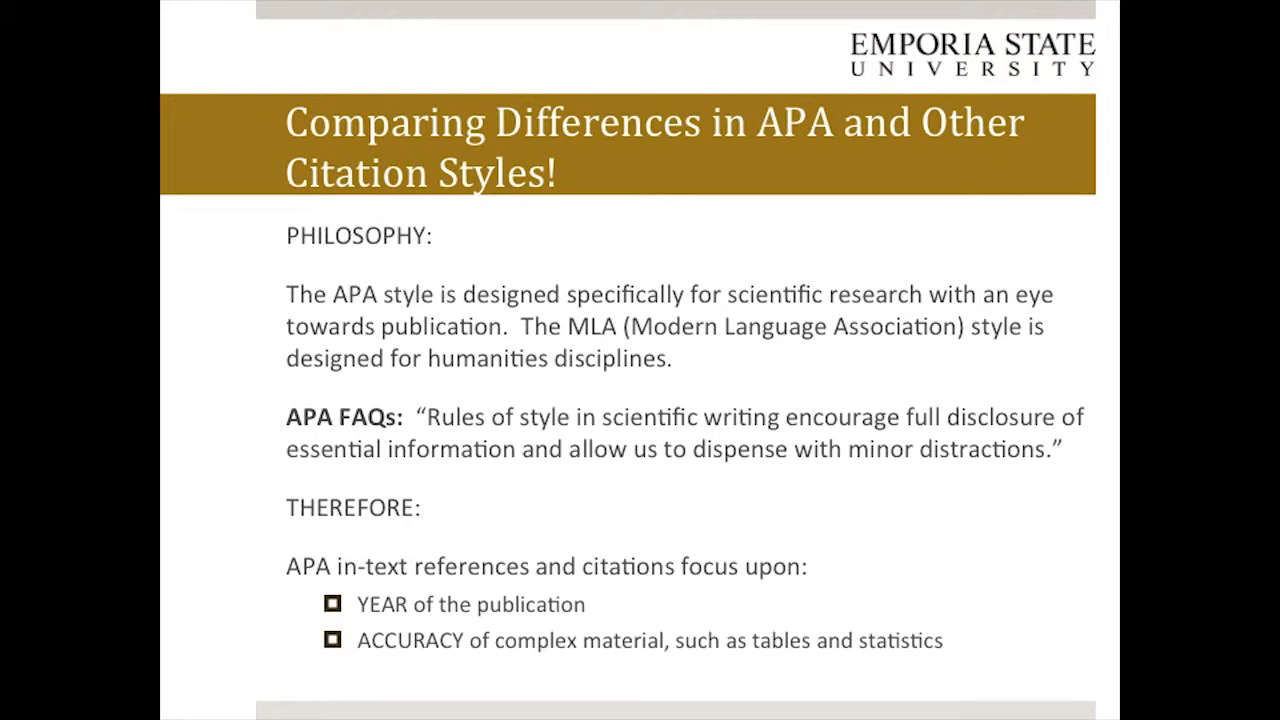 EMPORIA STATE
UNIVERSITY
Comparing Differences in APA and Other
Citation Styles!
PHILOSOPHY:
The APA style is designed specifically for scientific research with an eye
towards publication.  The MLA (Modern Language Association) style is
designed for humanities disciplines.
APA FAQs:  “Rules of style in scientific writing encourage full disclosure of
essential information and allow us to dispense with minor distractions.”
THEREFORE:
APA in-text references and citations focus upon:
YEAR of the publication
ACCURACY of complex material, such as tables and statistics